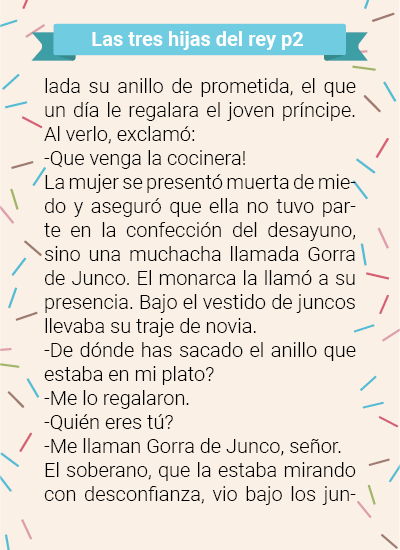 Las tres hijas del rey p2
lada su anillo de prometida, el que
un día le regalara el joven príncipe.
Al verlo, exclamó:
-Que venga la cocinera!
La mujer se presentó muerta de mie-
do y aseguró que ella no tuvo par-
te en la confección del desayuno,
sino una muchacha llamada Gorra
de Junco. El monarca la llamó a su
presencia. Bajo el vestido de juncos
llevaba su traje de novia.
-De dónde has sacado el anillo que
estaba en mi plato?
-Me lo regalaron.
-Quién eres tú?
-Me llaman Gorra de Junco, señor.
El soberano, que la estaba mirando
con desconfianza, vio bajo los jun-